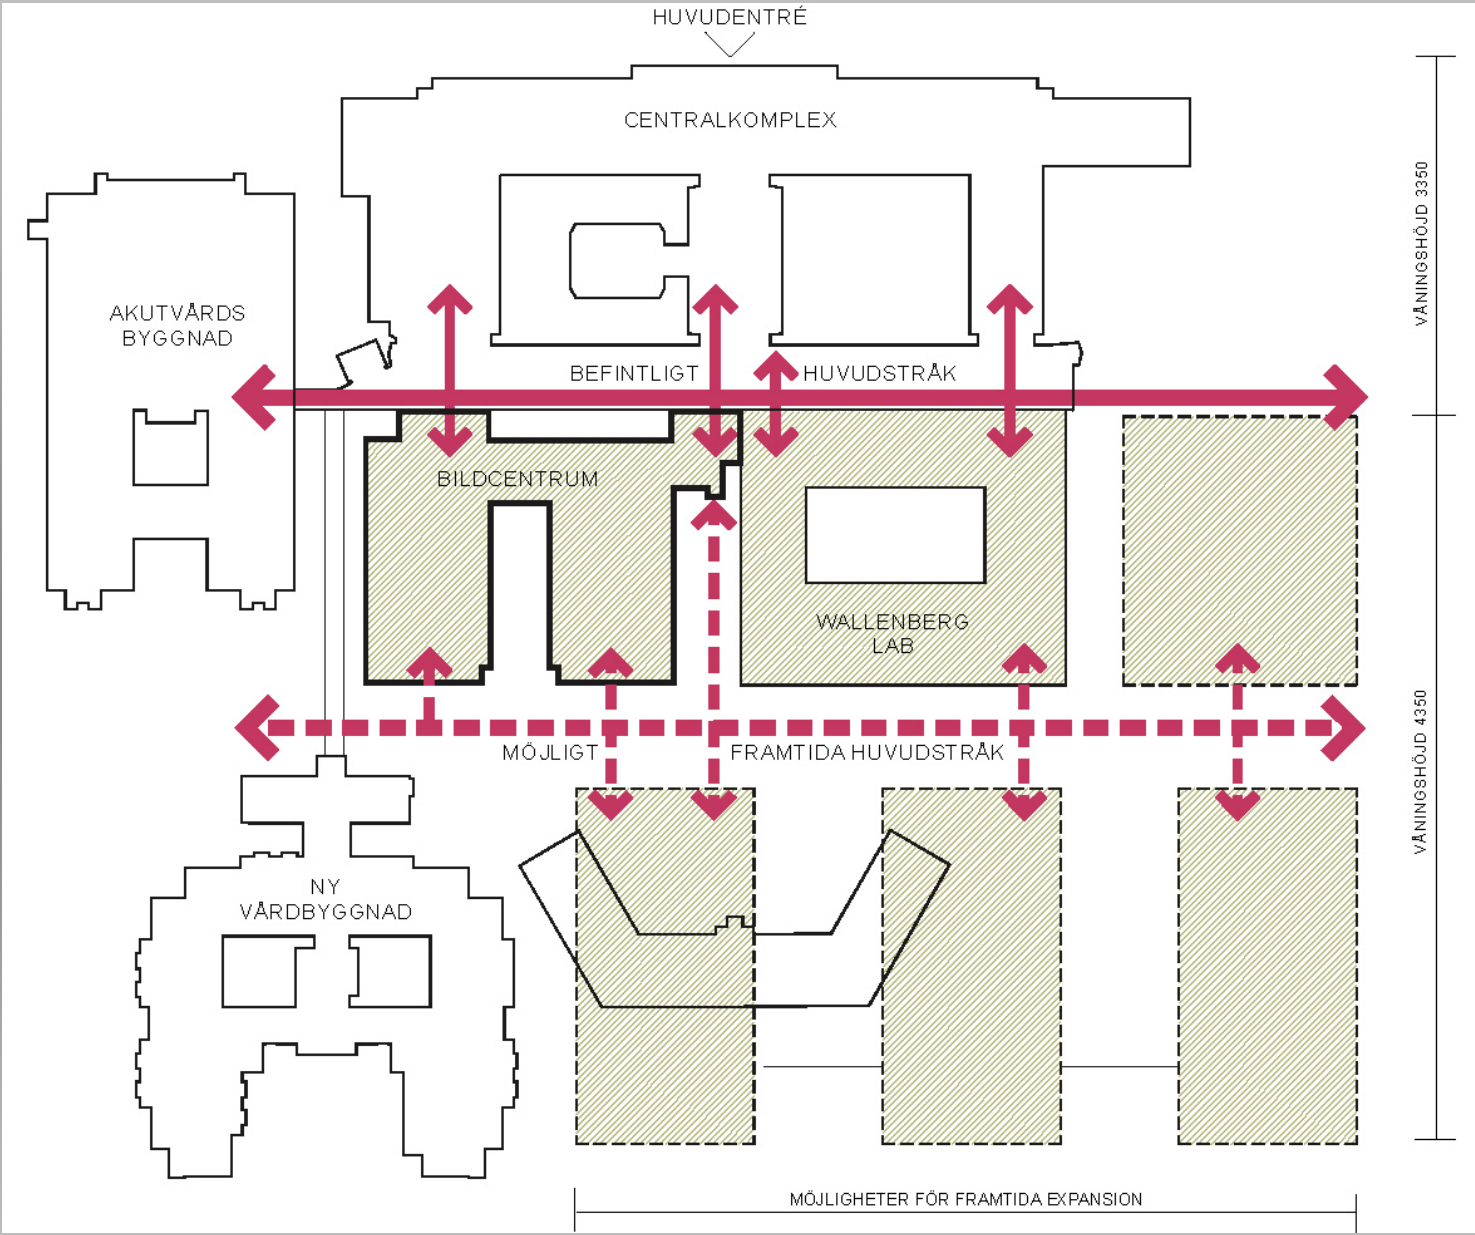 HUVUDENTRÉ
CENTRALKOMPLEX
VÅNINGSHÖJD 3350
AKUTVÅRDS
BYGGNAD
BEFINTLIGT HUVUDSTRÅK
BILDCENTRUM
WALLENBERG
LAB
MÖJLIGT FRAMTIDA HUVUDSTRÅK
VÅNINGSHÖJD 4350
NY
VÅRDBYGGNAD
MÖJLIGHETER FÖR FRAMTIDA EXPANSION